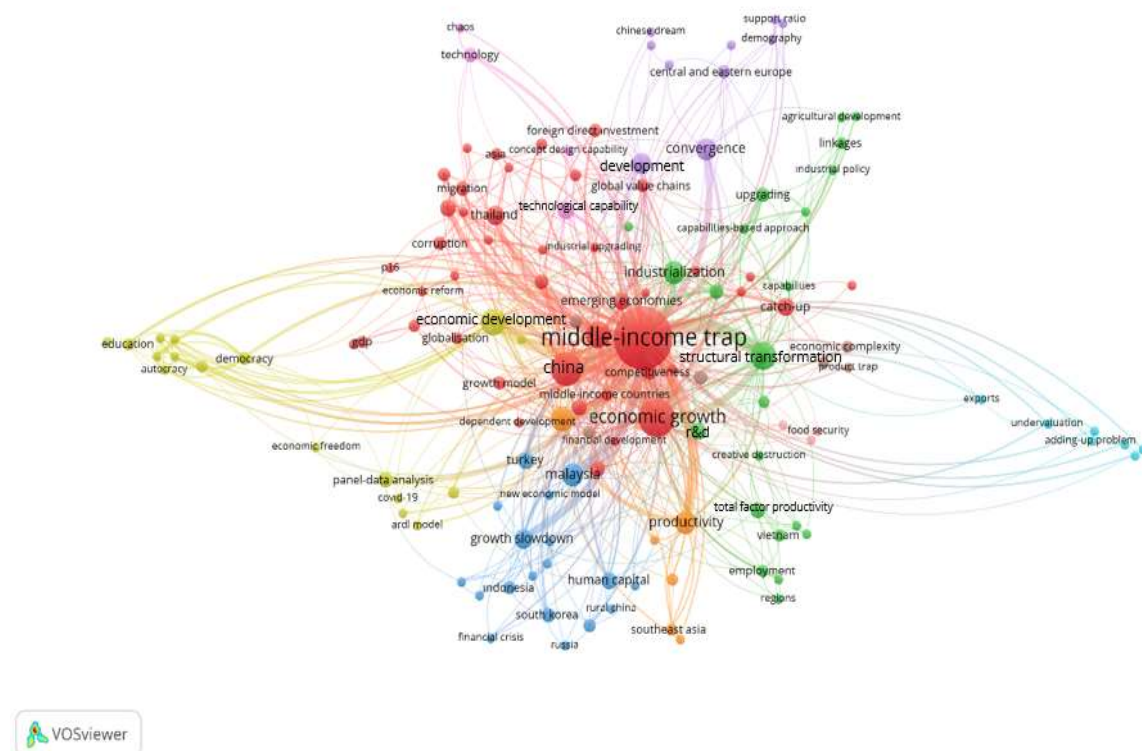 support ratio
chaos
chinese dream
demography
technology
central and eastern europe
agricultural development
foreign direct investment
linkages
concept design capability
convergence
asia
development
industrial policy
global value chains
migration
upgrading
technological capability
thailand
capabilities-based approach
corruption
industrial upgrading
p16
industrialization
economic reform
capabilities
emerging economies
catch-up
economic development
middle-income trap
education
gdp
globalisation
economic complexity
democracy
structural transformation
autocracy
china
competitiveness
product trap
growth model
middle-income countries
exports
economic growth
dependent development
undervaluation
r&d
food security
financial development
adding-up problem
economic freedom
creative destruction
turkey
malaysia
panel-data analysis
new economic model
covid-19
total factor productivity
ardl model
productivity
vietnam
growth slowdown
employment
human capital
indonesia
regions
rural china
south korea
southeast asia
financial crisis
russia
VOSviewer